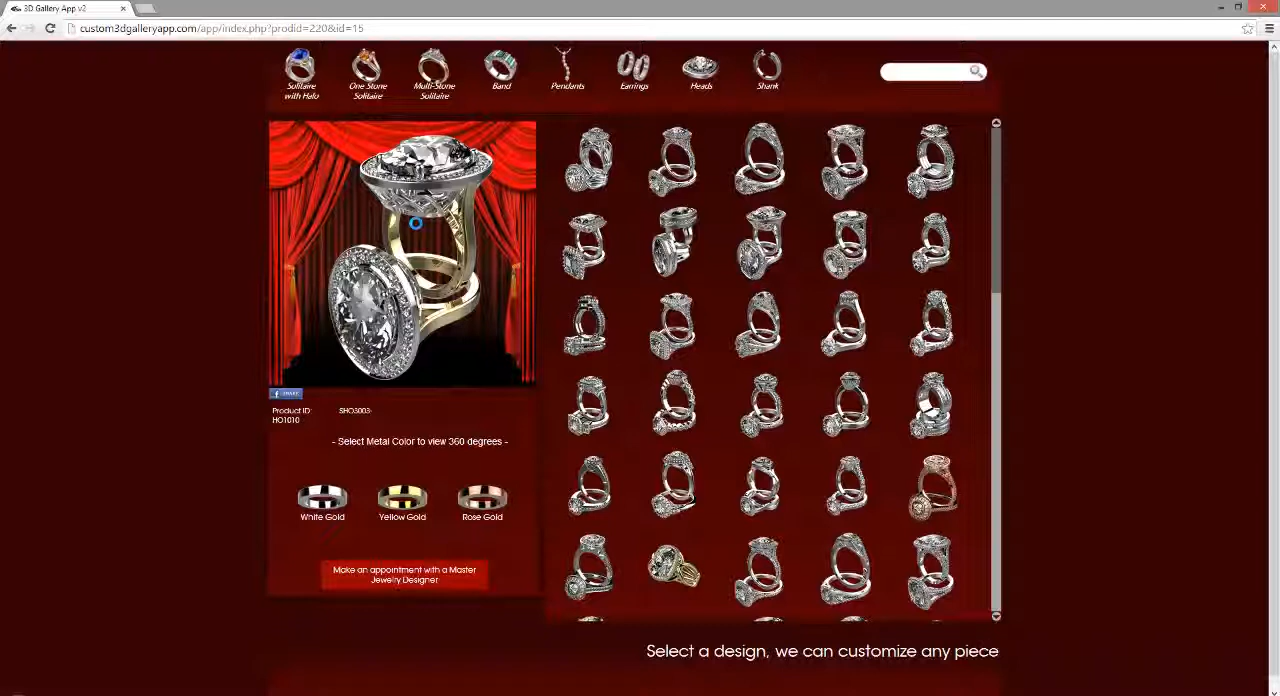 3D Gallery App v2
custom3dgalleryapp.com/app/index.php?prodid=220&id=15
Solitaire with Halo
One Stone Solitaire
Multi-Stone Solitaire
Band
Pendants
Earrings
Heads
Shank
SHARE
Product ID: SHO3003-
HO1010
- Select Metal Color to view 360 degrees -
White Gold
Yellow Gold
Rose Gold
Make an appointment with a Master
Jewelry Designer
Select a design, we can customize any piece